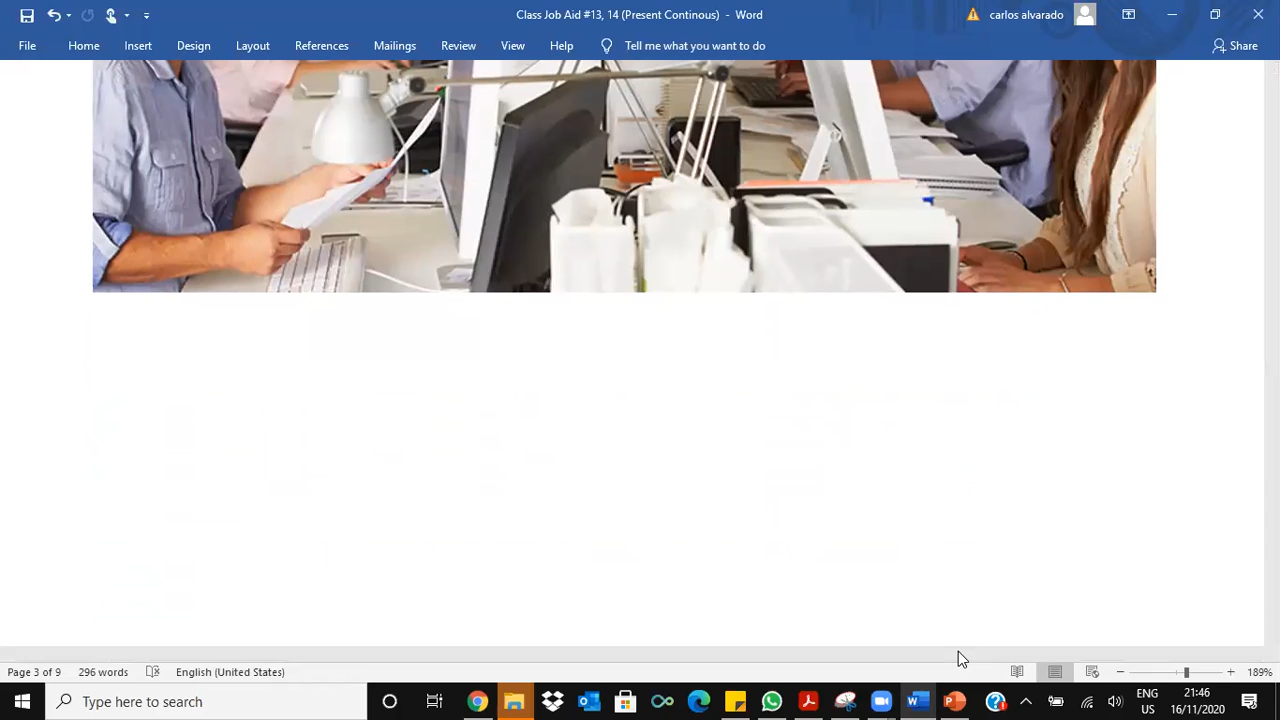 Class Job Aid #13, 14 (Present Continous) - Word
carlos alvarado
File Home Insert Design Layout References Mailings Review View Help Tell me what you want to do Share
Page 3 of 9 296 words English (United States) 189%
Type here to search
ENG 21:46
US 16/11/2020